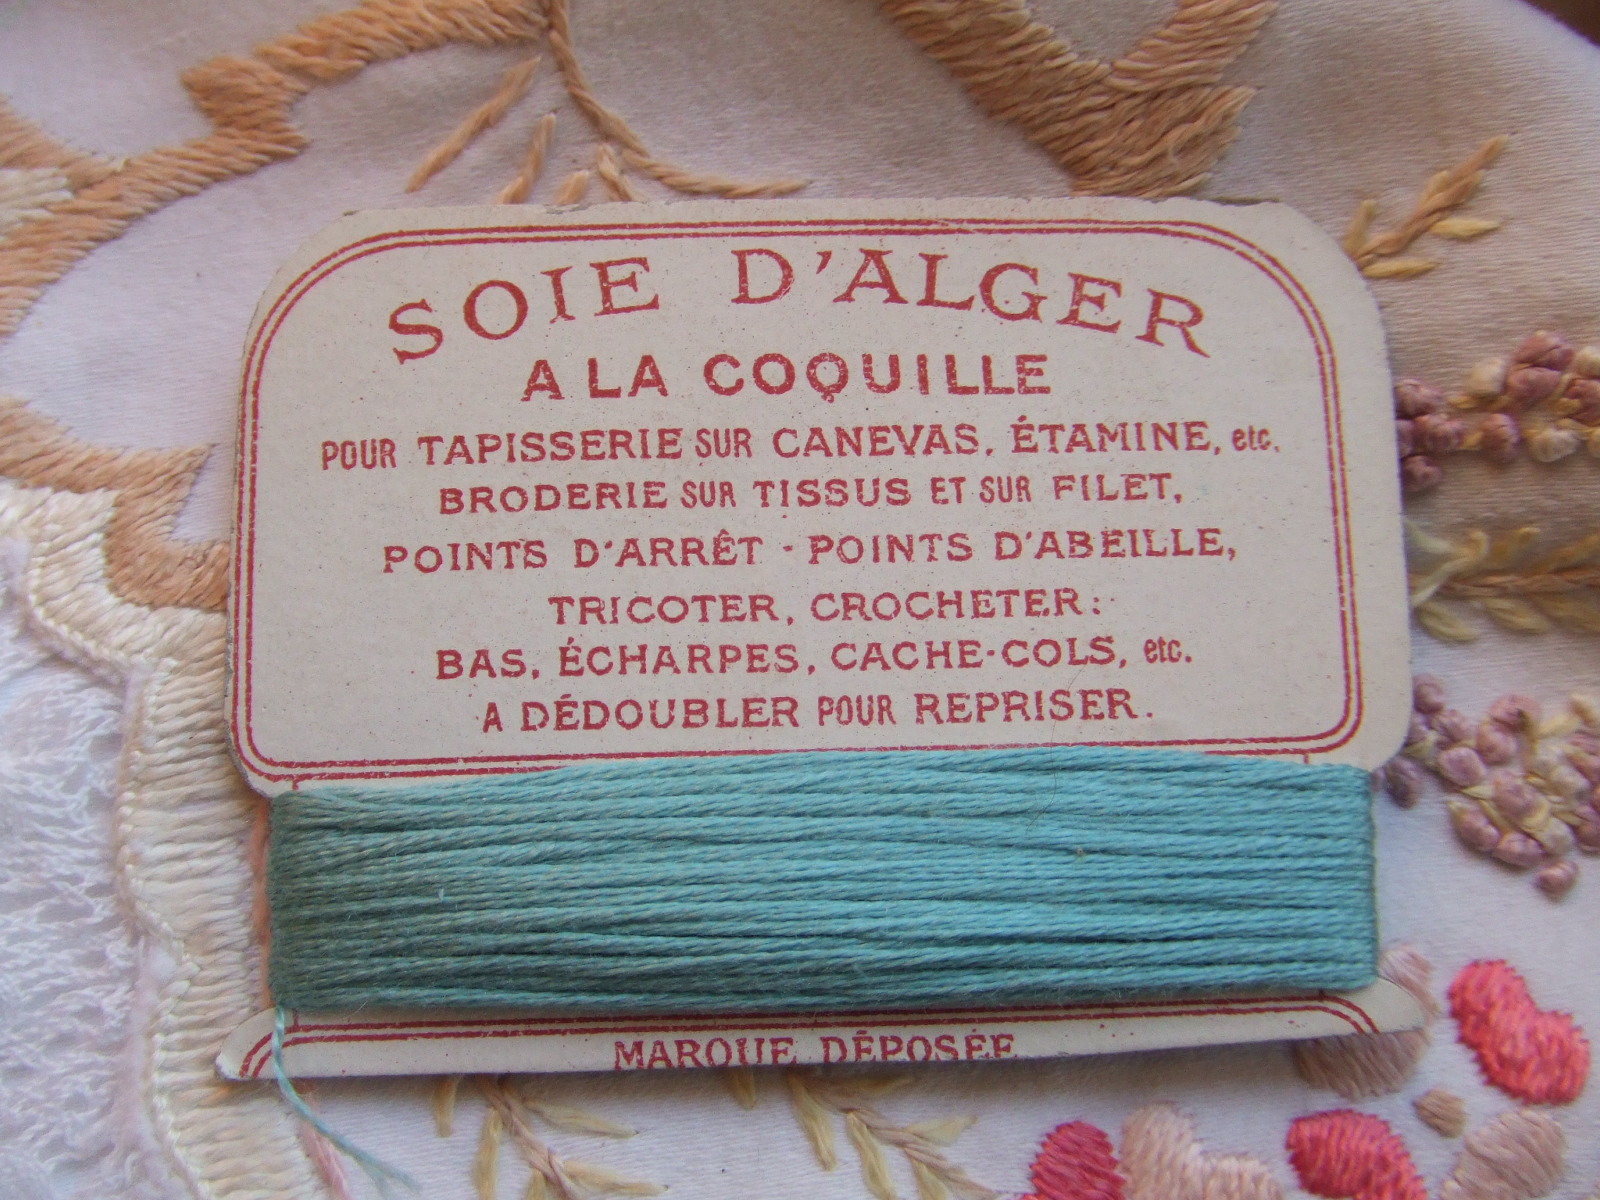 SOIE D'ALGER
A LA COQUILLE
POUR TAPISSERIE SUR CANEVAS, ÉTAMINE, etc.
BRODERIE SUR TISSUS ET SUR FILET,
POINTS D'ARRÊT - POINTS D'ABEILLE,
TRICOTER, CROCHETER:
BAS, ÉCHARPES, CACHE-COLS, etc.
A DÉDOUBLER POUR REPRISER.
MARQUE DÉPOSÉE